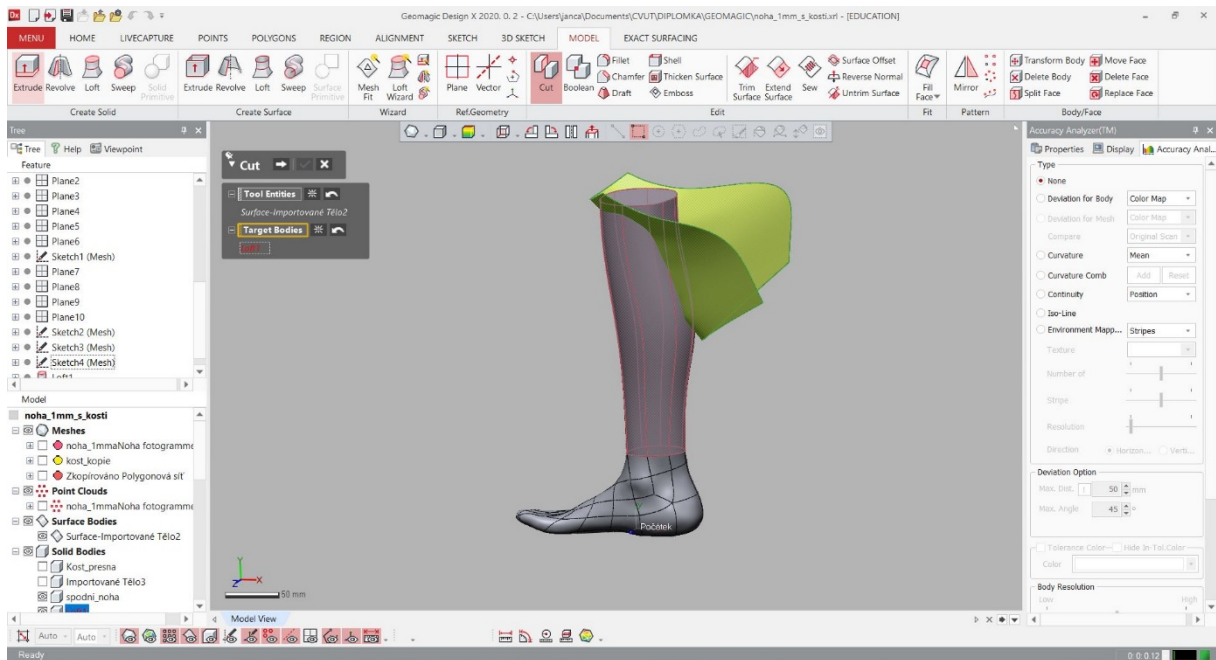 Geomagic Design X 2020. 0. 2 - C:\Users\janca\Documents\CVUT\DIPLOMKA\GEOMAGIC\noha_1mm_s_kosti.xrl - [EDUCATION]
MENU HOME LIVECAPTURE POINTS POLYGONS REGION ALIGNMENT SKETCH 3D SKETCH MODEL EXACT SURFACING
Extrude Revolve Loft Sweep Solid Primitive
Create Solid
Extrude Revolve Loft Sweep Surface Primitive
Create Surface
Mesh Fit Loft Wizard
Wizard
Plane Vector
Ref.Geometry
Cut Boolean
Fillet Shell
Chamfer Thicken Surface
Draft Emboss
Trim Surface Extend Surface Sew
Surface Offset
Reverse Normal
Untrim Surface
Edit
Fill Face
Fit
Mirror
Pattern
Transform Body Move Face
Delete Body Delete Face
Split Face Replace Face
Body/Face
Tree
Tree Help Viewpoint
Feature
Plane2
Plane3
Plane4
Plane5
Plane6
Sketch1 (Mesh)
Plane7
Plane8
Plane9
Plane10
Sketch2 (Mesh)
Sketch3 (Mesh)
Sketch4 (Mesh)
Loft1
Model
noha_1mm_s_kosti
Meshes
noha_1mmaNoha fotogramme
kost_kopie
Zkopírováno Polygonová síť
Point Clouds
noha_1mmaNoha fotogramme
Surface Bodies
Surface-Importované Tělo2
Solid Bodies
Kost_presna
Importované Tělo3
spodni_noha
Cut
Tool Entities
Surface-Importované Tělo2
Target Bodies
Loft1
Počátek
Y
Z X
50 mm
Model View
Accuracy Analyzer(TM)
Properties Display Accuracy Anal...
Type
None
Deviation for Body Color Map
Deviation for Mesh Color Map
Compare Original Scan
Curvature Mean
Curvature Comb Add Reset
Continuity Position
Iso-Line
Environment Mapp... Stripes
Texture
Number of
Stripe
Resolution
Direction Horizon... Verti...
Deviation Option
Max. Dist. 50 mm
Max. Angle 45 °
Tolerance Color Hide In-Tol.Color
Color
Body Resolution
Low High
Auto Auto
Ready
0: 0: 0.12